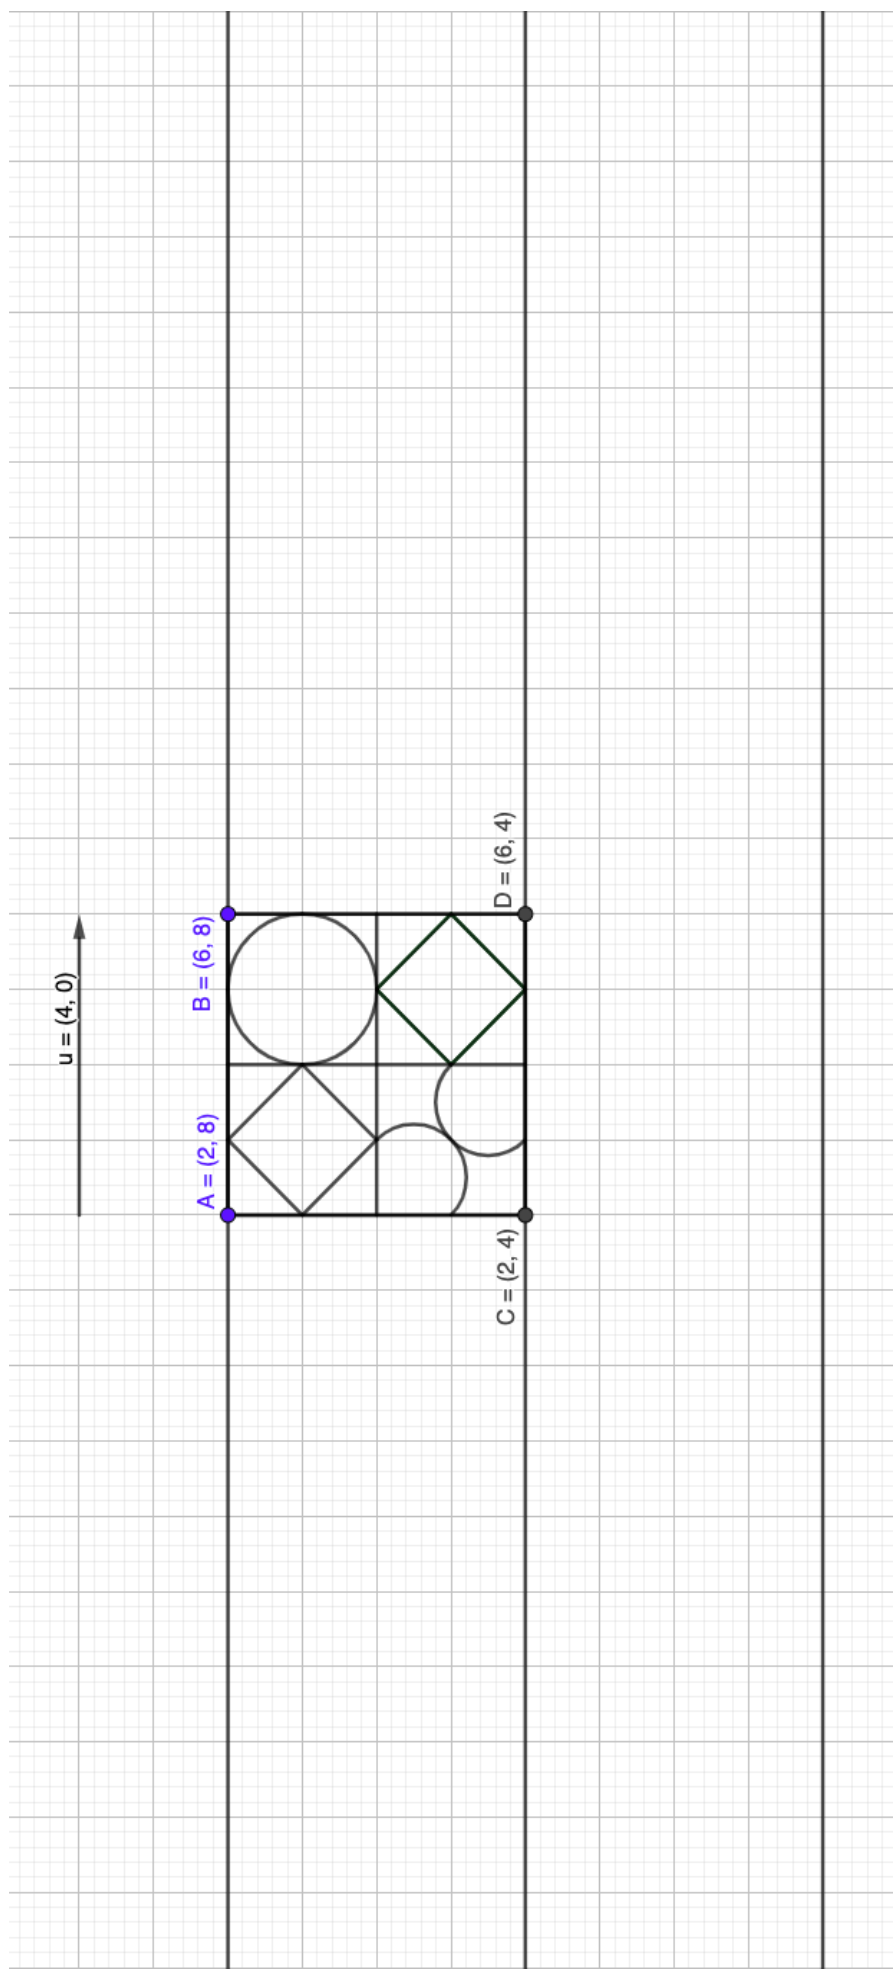 u = (4, 0)
A = (2, 8)
B = (6, 8)
C = (2, 4)
D = (6, 4)